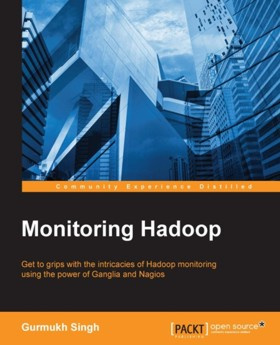 Community Experience Distilled
Monitoring Hadoop
Get to grips with the intricacies of Hadoop monitoring
using the power of Ganglia and Nagios
Gurmukh Singh
PACKT open source*
PUBLISHING